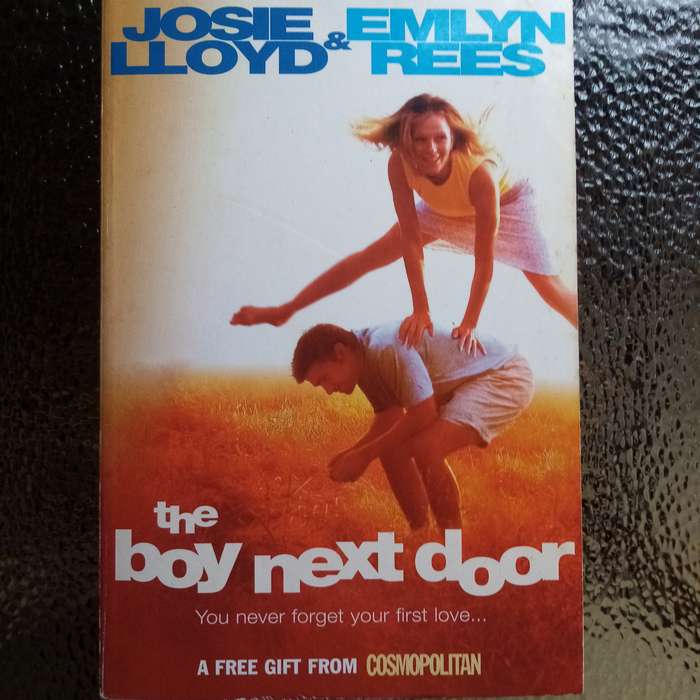 JOSIE & EMLYN
LLOYD REES
the
boy next door
You never forget your first love...
A FREE GIFT FROM COSMOPOLITAN